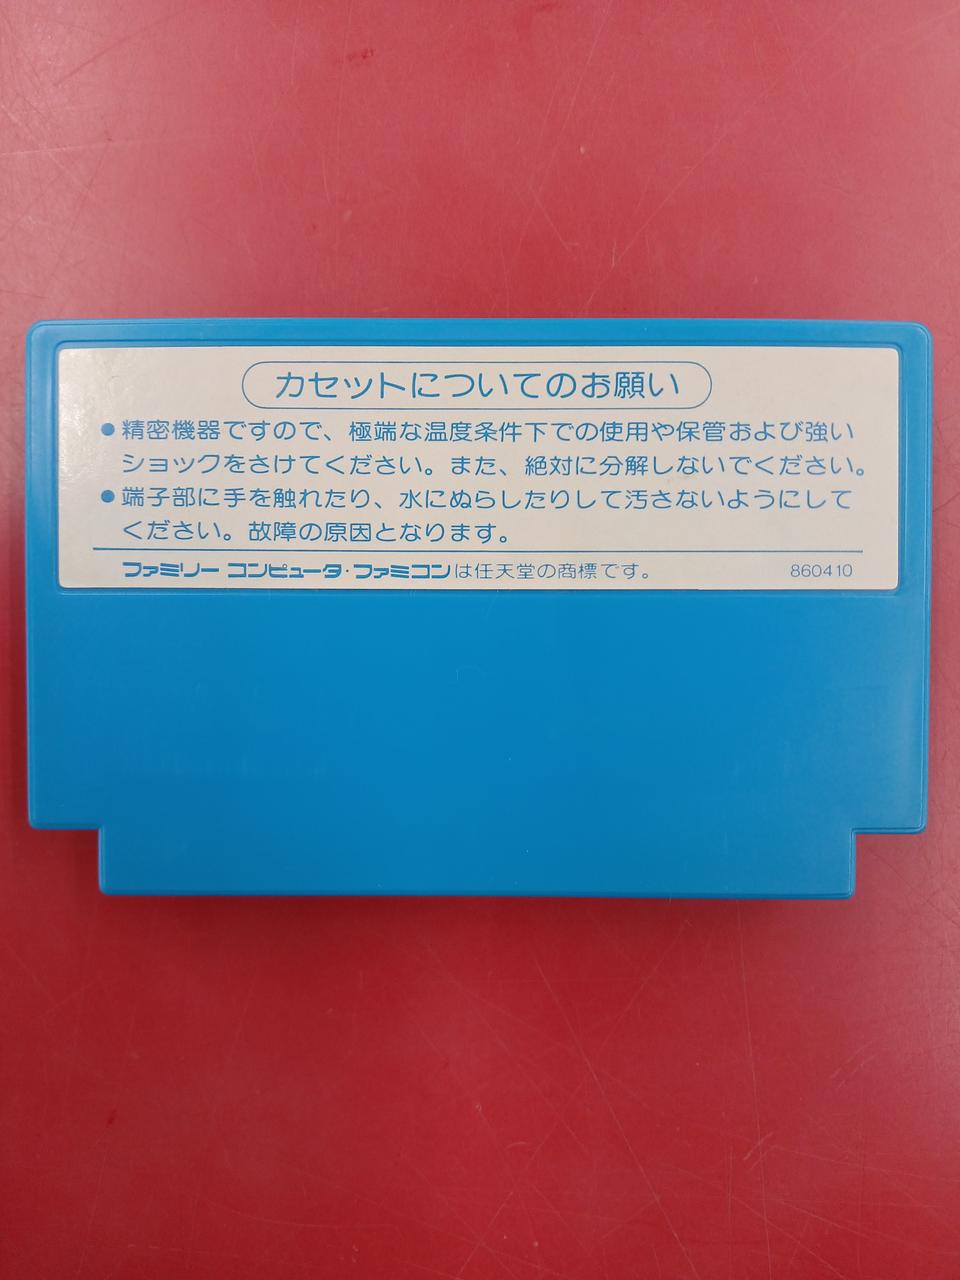 カセットについてのお願い
●精密機器ですので、極端な温度条件下での使用や保管および強い
ショックをさけてください。また、絶対に分解しないでください。
●端子部に手を触れたり、水にぬらしたりして汚さないようにして
ください。故障の原因となります。
ファミリー コンピュータ・ファミコンは任天堂の商標です。 860410